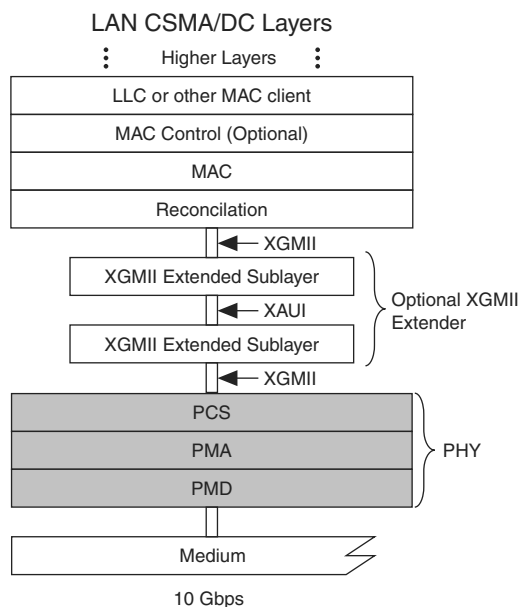 LAN CSMA/DC Layers
Higher Layers
LLC or other MAC client
MAC Control (Optional)
MAC
Reconcilation
XGMII
XGMII Extended Sublayer
XAUI
Optional XGMII
Extender
XGMII Extended Sublayer
XGMII
PCS
PMA
PHY
PMD
Medium
10 Gbps